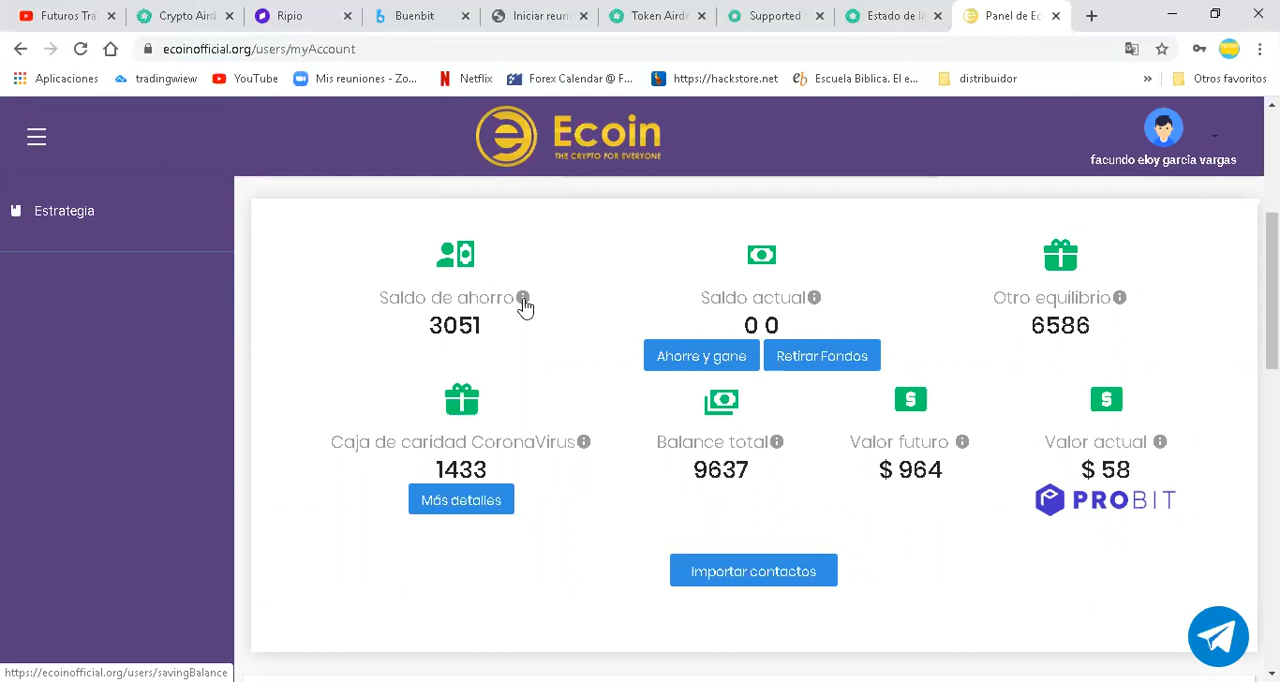 Futuros Tra
Crypto Aird
Ripio
Buenbit
Iniciar reun
Token Airdr
Supported
Estado de la
Panel de Ec
ecoinofficial.org/users/myAccount
Aplicaciones
tradingwiew
YouTube
Mis reuniones - Zo...
Netflix
Forex Calendar @ F...
https://hrkstore.net
Escuela Biblica. El e...
distribuidor
»
Otros favoritos
Ecoin
THE CRYPTO FOR EVERYONE
facundo eloy garcia vargas
Estrategia
Saldo de ahorro
3051
Saldo actual
0 0
Ahorre y gane
Retirar Fondos
Otro equilibrio
6586
Caja de caridad CoronaVirus
1433
Más detalles
Balance total
9637
Valor futuro
$ 964
Valor actual
$ 58
PROBIT
Importar contactos
https://ecoinofficial.org/users/savingBalance